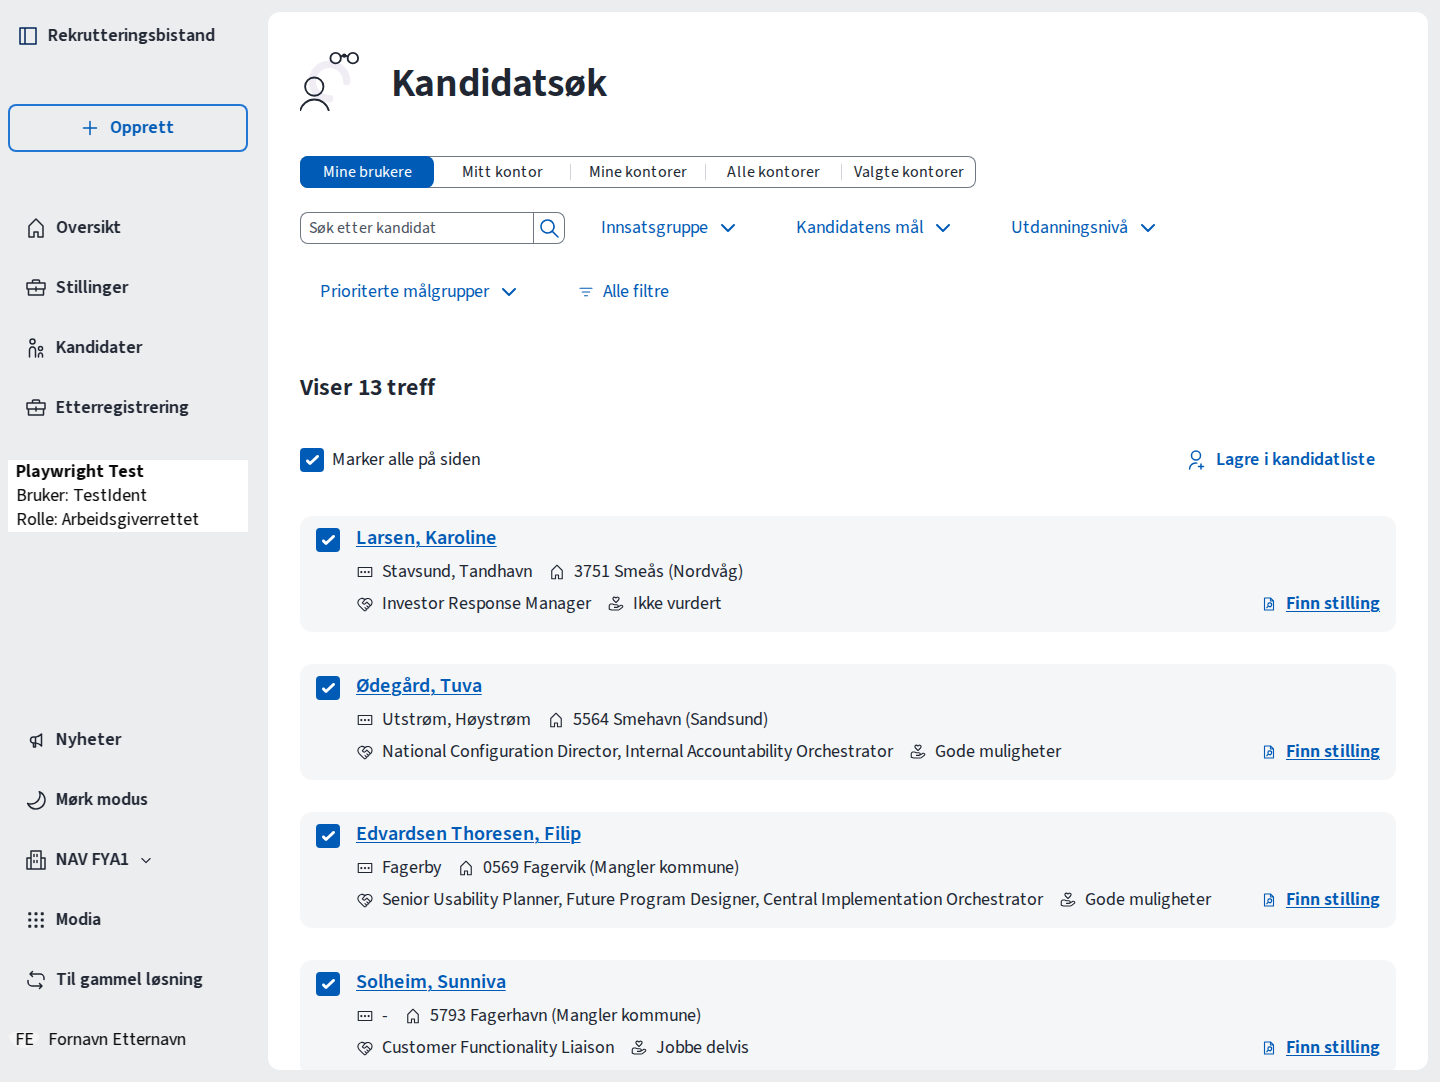 Rekrutteringsbistand
Opprett
Oversikt
Stillinger
Kandidater
Etterregistrering
Playwright Test
Bruker: TestIdent
Rolle: Arbeidsgiverrettet
Nyheter
Mørk modus
NAV FYA1
Modia
Til gammel løsning
FE Fornavn Etternavn
Kandidatsøk
Mine brukere Mitt kontor Mine kontorer Alle kontorer Valgte kontorer
Søk etter kandidat Innsatsgruppe Kandidatens mål Utdanningsnivå
Prioriterte målgrupper Alle filtre
Viser 13 treff
Marker alle på siden Lagre i kandidatliste
Larsen, Karoline
Stavsund, Tandhavn 3751 Smeås (Nordvåg)
Investor Response Manager Ikke vurdert Finn stilling
Ødegård, Tuva
Utstrøm, Høystrøm 5564 Smehavn (Sandsund)
National Configuration Director, Internal Accountability Orchestrator Gode muligheter Finn stilling
Edvardsen Thoresen, Filip
Fagerby 0569 Fagervik (Mangler kommune)
Senior Usability Planner, Future Program Designer, Central Implementation Orchestrator Gode muligheter Finn stilling
Solheim, Sunniva
- 5793 Fagerhavn (Mangler kommune)
Customer Functionality Liaison Jobbe delvis Finn stilling